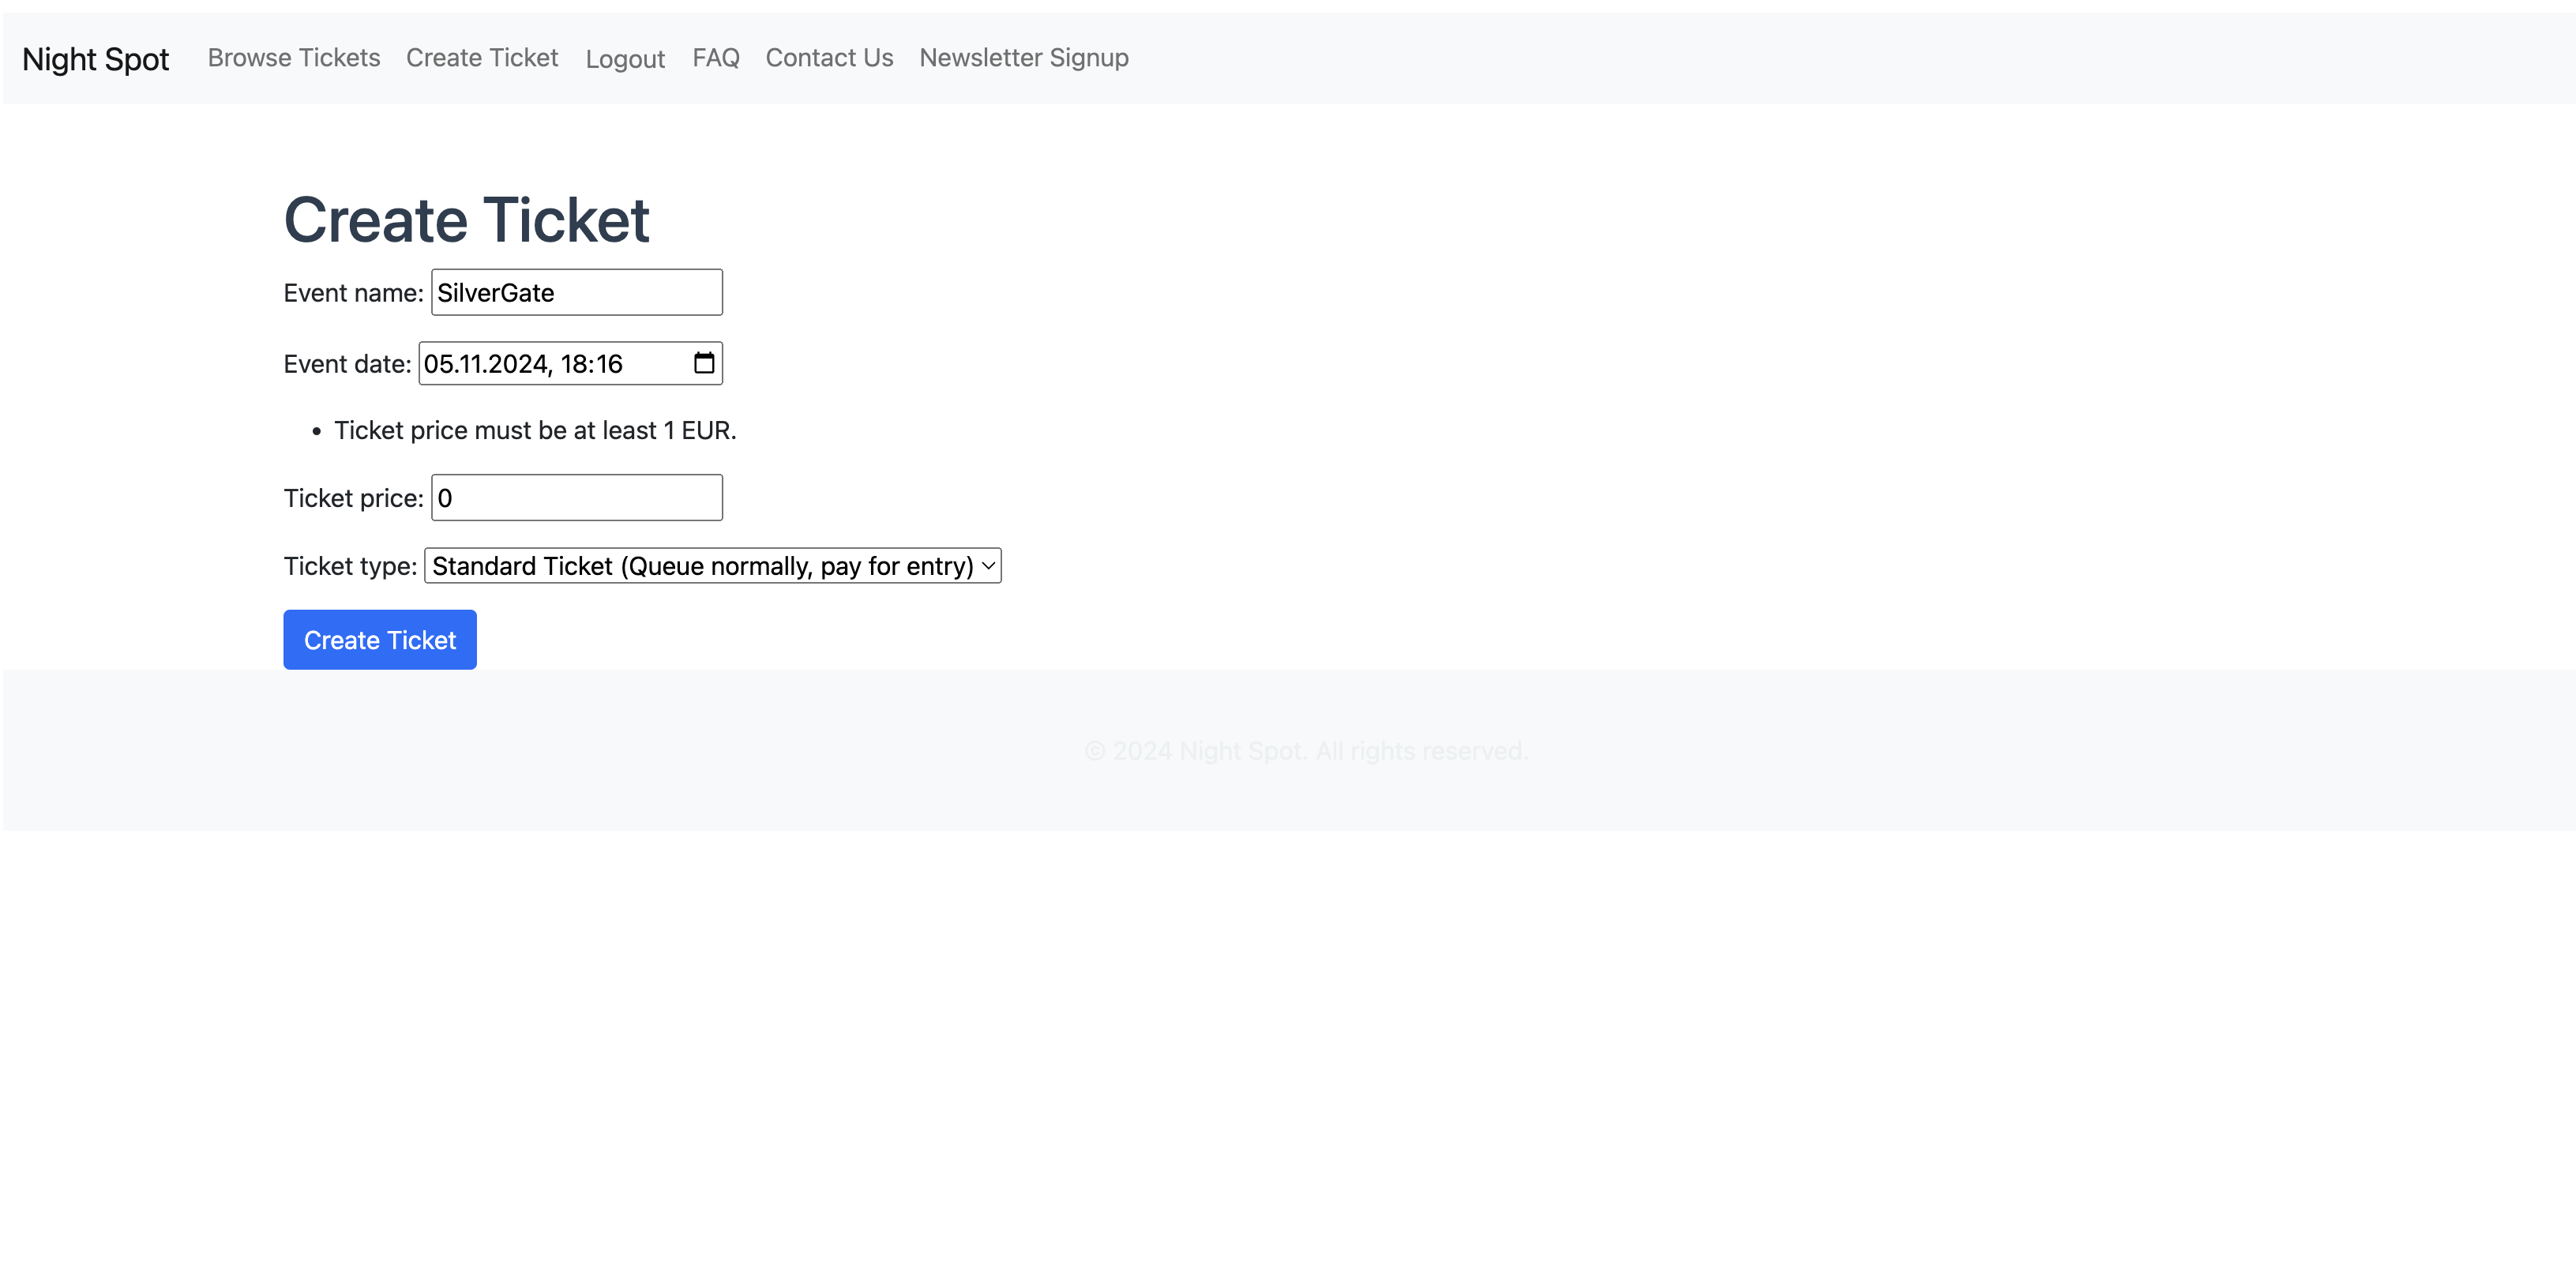 Night Spot Browse Tickets Create Ticket Logout FAQ Contact Us Newsletter Signup
Create Ticket
Event name: SilverGate
Event date: 05.11.2024, 18:16
• Ticket price must be at least 1 EUR.
Ticket price: 0
Ticket type: Standard Ticket (Queue normally, pay for entry)
Create Ticket
© 2024 Night Spot. All rights reserved.